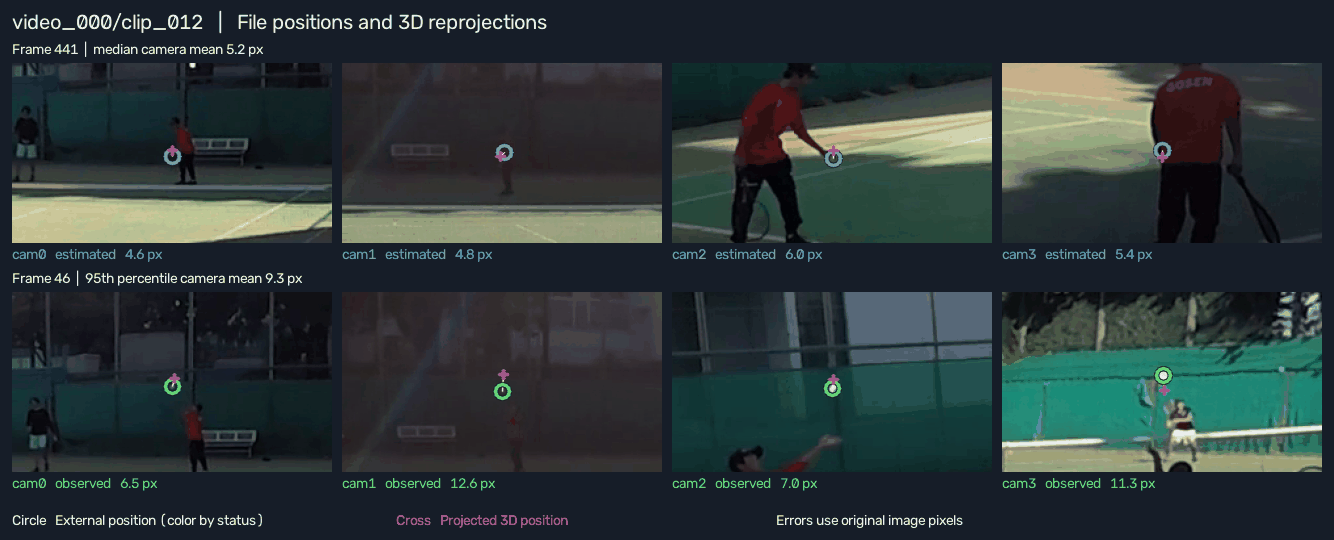 video_000/clip_012 | File positions and 3D reprojections
Frame 441 | median camera mean 5.2 px
GOSEN
cam0 estimated 4.6 px
cam1 estimated 4.8 px
cam2 estimated 6.0 px
cam3 estimated 5.4 px
Frame 46 | 95th percentile camera mean 9.3 px
cam0 observed 6.5 px
cam1 observed 12.6 px
cam2 observed 7.0 px
cam3 observed 11.3 px
Circle External position (color by status)
Cross Projected 3D position
Errors use original image pixels